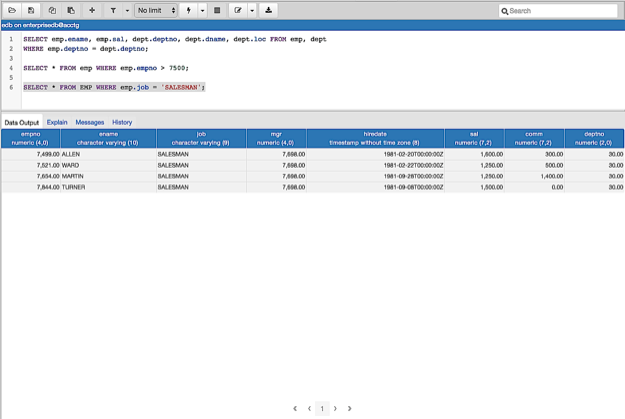 No limit
Search
edb on enterprisedb@acctg
1 SELECT emp.ename, emp.sal, dept.deptno, dept.dname, dept.loc FROM emp, dept
2 WHERE emp.deptno = dept.deptno;
3
4 SELECT * FROM emp WHERE emp.empno > 7500;
5
6 SELECT * FROM EMP WHERE emp.job = 'SALESMAN';
Data Output Explain Messages History
empno ename job mgr hiredate sal comm deptno
numeric (4,0) character varying (10) character varying (9) numeric (4,0) timestamp without time zone (6) numeric (7,2) numeric (7,2) numeric (2,0)
7,499.00 ALLEN SALESMAN 7,698.00 1981-02-20T00:00:00Z 1,600.00 300.00 30.00
7,521.00 WARD SALESMAN 7,698.00 1981-02-22T00:00:00Z 1,250.00 500.00 30.00
7,654.00 MARTIN SALESMAN 7,698.00 1981-09-28T00:00:00Z 1,250.00 1,400.00 30.00
7,844.00 TURNER SALESMAN 7,698.00 1981-09-08T00:00:00Z 1,500.00 0.00 30.00
1